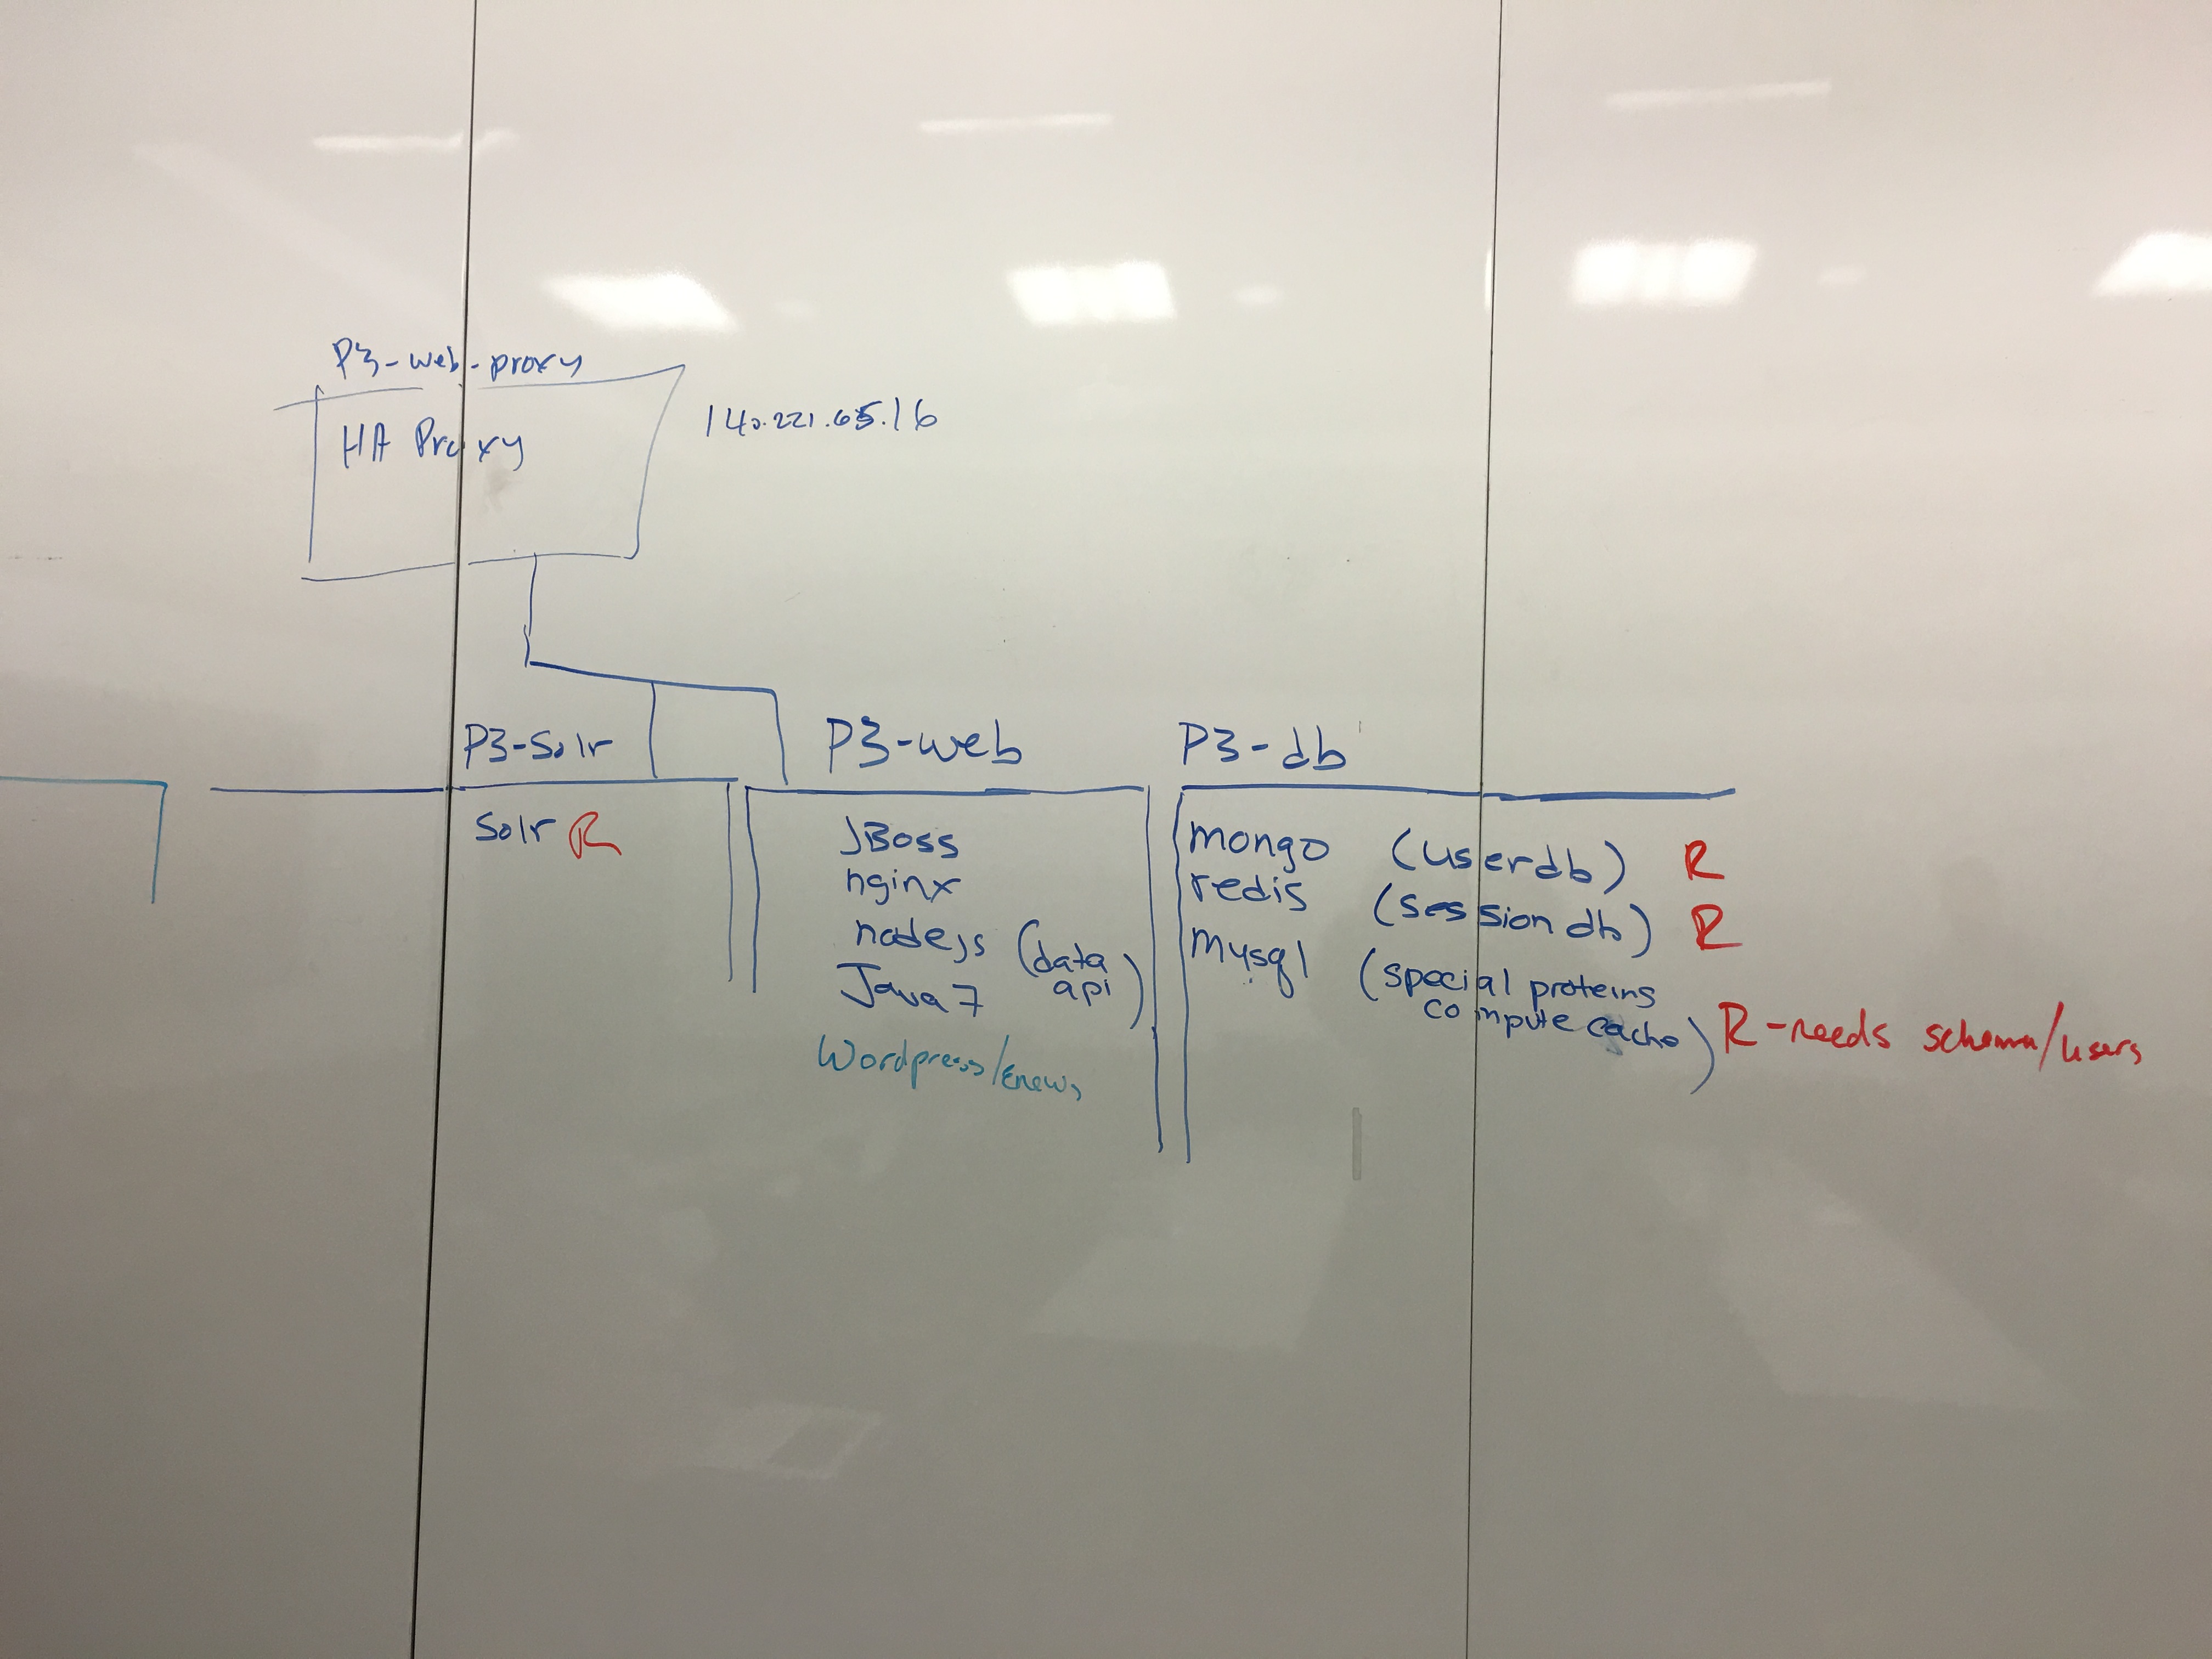 P3-web-proxy
HA Proxy
140.221.65.16
P3-Solr
Solr R
P3-web
JBoss
nginx
nodejs (data api)
Java 7
Wordpress/enews
P3-db
mongo (userdb) R
redis (session db) R
mysql (special proteins
compute cache) R-needs schema/users